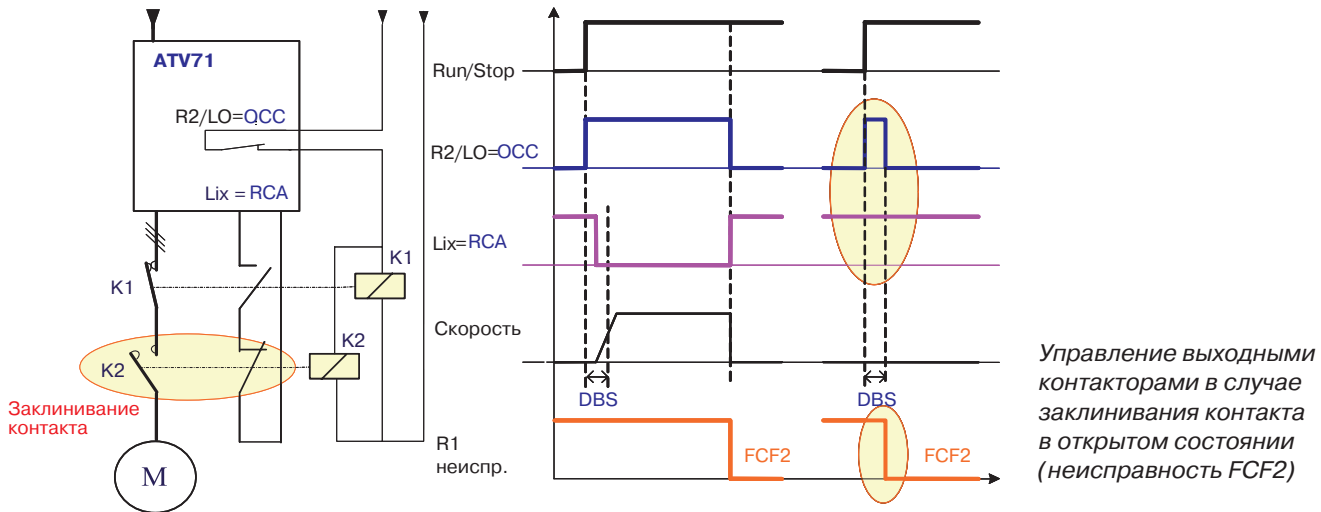 ATV71
R2/LO=OCC
Lix = RCA
K1
K1
K2
K2
Заклинивание
контакта
M
Run/Stop
R2/LO=OCC
Lix=RCA
Скорость
DBS
DBS
R1
неиспр.
FCF2
FCF2
Управление выходными
контакторами в случае
заклинивания контакта
в открытом состоянии
(неисправность FCF2)